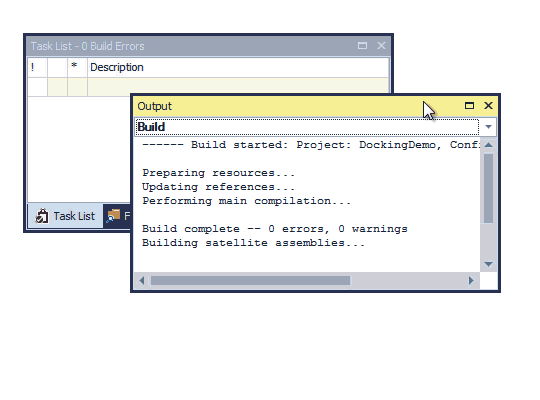 Task List - 0 Build Errors
! * Description
Output
Build
------ Build started: Project: DockingDemo,
Preparing resources...
Updating references...
Performing main compilation...
Build complete -- 0 errors, 0 warnings
Building satellite assemblies...
Task List